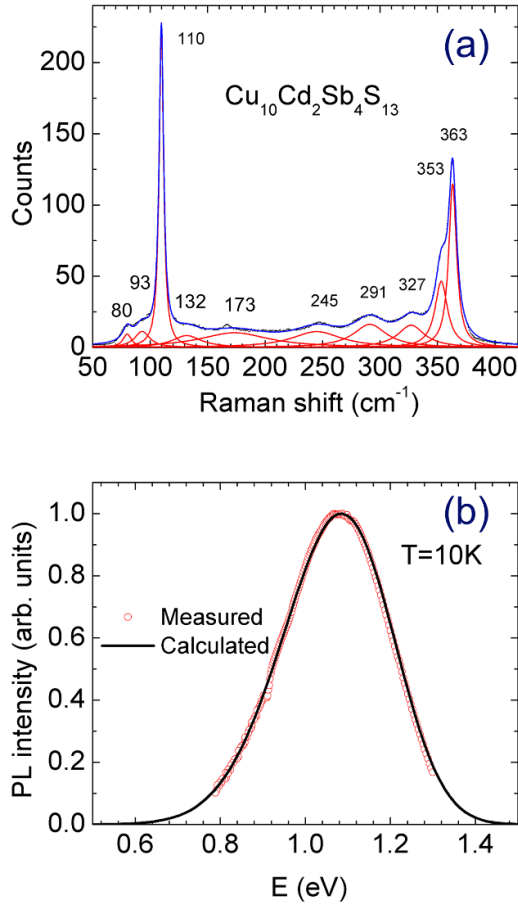 (a)
110
Cu₁₀Cd₂Sb₄S₁₃
363
353
93
80
132
173
245
291
327
Counts
200
150
100
50
0
50 100 150 200 250 300 350 400
Raman shift (cm⁻¹)
(b)
T=10K
Measured
Calculated
PL intensity (arb. units)
1.0
0.8
0.6
0.4
0.2
0.0
0.6 0.8 1.0 1.2 1.4
E (eV)